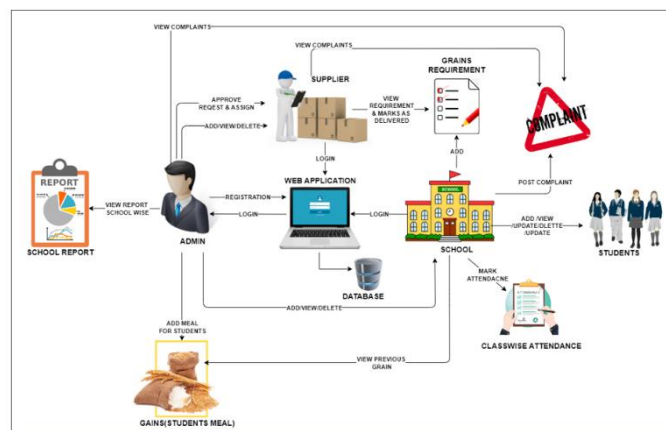 VIEW COMPLAINTS
VIEW COMPLAINTS
SUPPLIER
GRAINS
REQUIREMENT
APPROVE
REQEST & ASSIGN
VIEW
REQUIREMENT
& MARKS AS
DELIVERED
COMPLAINT
ADD/VIEW/DELETE
LOGIN
ADD
WEB APPLICATION
POST COMPLAINT
REPORT
SCHOOL
VIEW REPORT
SCHOOL WISE
REGISTRATION
LOGIN
LOGIN
ADD /VIEW
/UPDATE/DLETTE
/UPDATE
SCHOOL REPORT
ADMIN
SCHOOL
STUDENTS
MARK
ATTENDACNE
DATABASE
ADD/VIEW/DELETE
ADD MEAL
FOR STUDENTS
CLASSWISE ATTENDANCE
VIEW PREVIOUS
GRAIN
GAINS(STUDENTS MEAL)